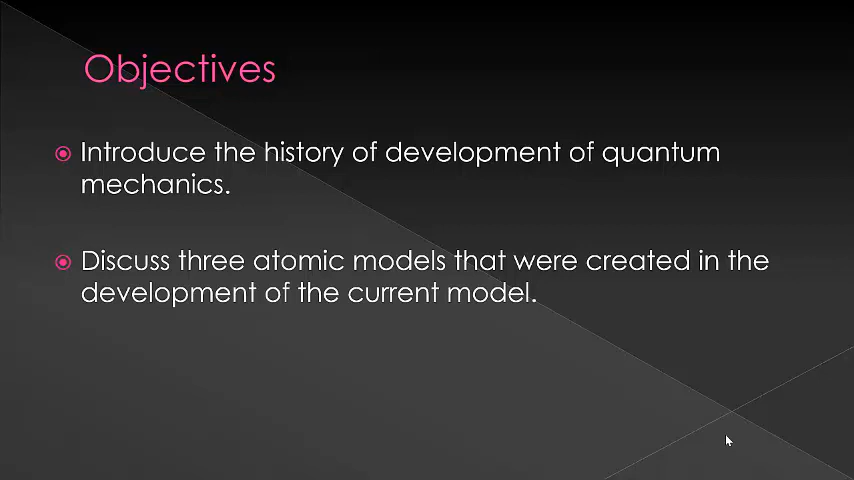 Objectives
Introduce the history of development of quantum
mechanics.
Discuss three atomic models that were created in the
development of the current model.